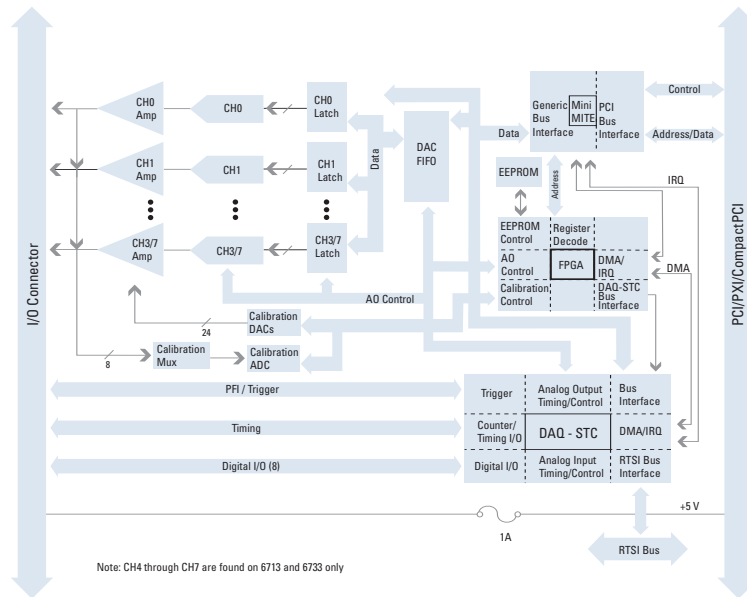 I/O Connector
PCI/PXI/CompactPCI
CH0
Amp
CH0
CH0
Latch
CH1
Amp
CH1
CH1
Latch
CH3/7
Amp
CH3/7
CH3/7
Latch
Data
DAC
FIFO
Data
Generic
Bus
Interface
Mini
MITE
PCI
Bus
Interface
Control
Address/Data
EEPROM
Address
IRQ
EEPROM
Control
Register
Decode
AO
Control
FPGA
DMA/
IRQ
Calibration
Control
DAQ-STC
Bus
Interface
DMA
AO Control
24
Calibration
DACs
8
Calibration
Mux
Calibration
ADC
PFI / Trigger
Timing
Digital I/O (8)
Trigger
Analog Output
Timing/Control
Bus
Interface
Counter/
Timing I/O
DAQ - STC
DMA/IRQ
Digital I/O
Analog Input
Timing/Control
RTSI Bus
Interface
+5 V
1A
RTSI Bus
Note: CH4 through CH7 are found on 6713 and 6733 only